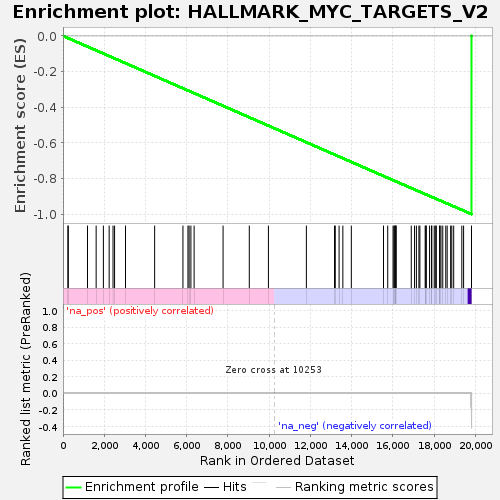 Enrichment plot: HALLMARK_MYC_TARGETS_V2
Enrichment score (ES)
0.0
-0.2
-0.4
-0.6
-0.8
-1.0
Ranked list metric (PreRanked)
1.0
0.8
0.6
0.4
0.2
0.0
-0.2
-0.4
'na_pos' (positively correlated)
Zero cross at 10253
'na_neg' (negatively correlated)
0 2,000 4,000 6,000 8,000 10,000 12,000 14,000 16,000 18,000 20,000
Rank in Ordered Dataset
Enrichment profile Hits Ranking metric scores